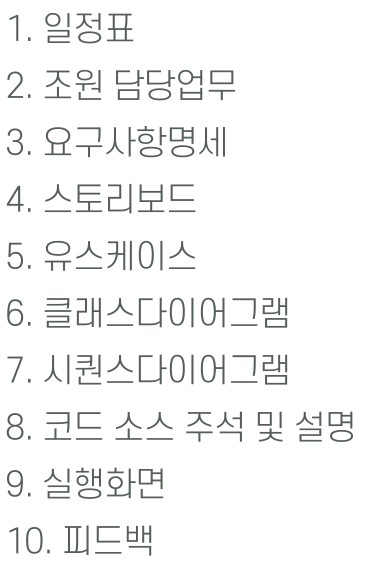 1. 일정표
2. 조원 담당업무
3. 요구사항명세
4. 스토리보드
5. 유스케이스
6. 클래스다이어그램
7. 시퀀스다이어그램
8. 코드 소스 주석 및 설명
9. 실행화면
10. 피드백